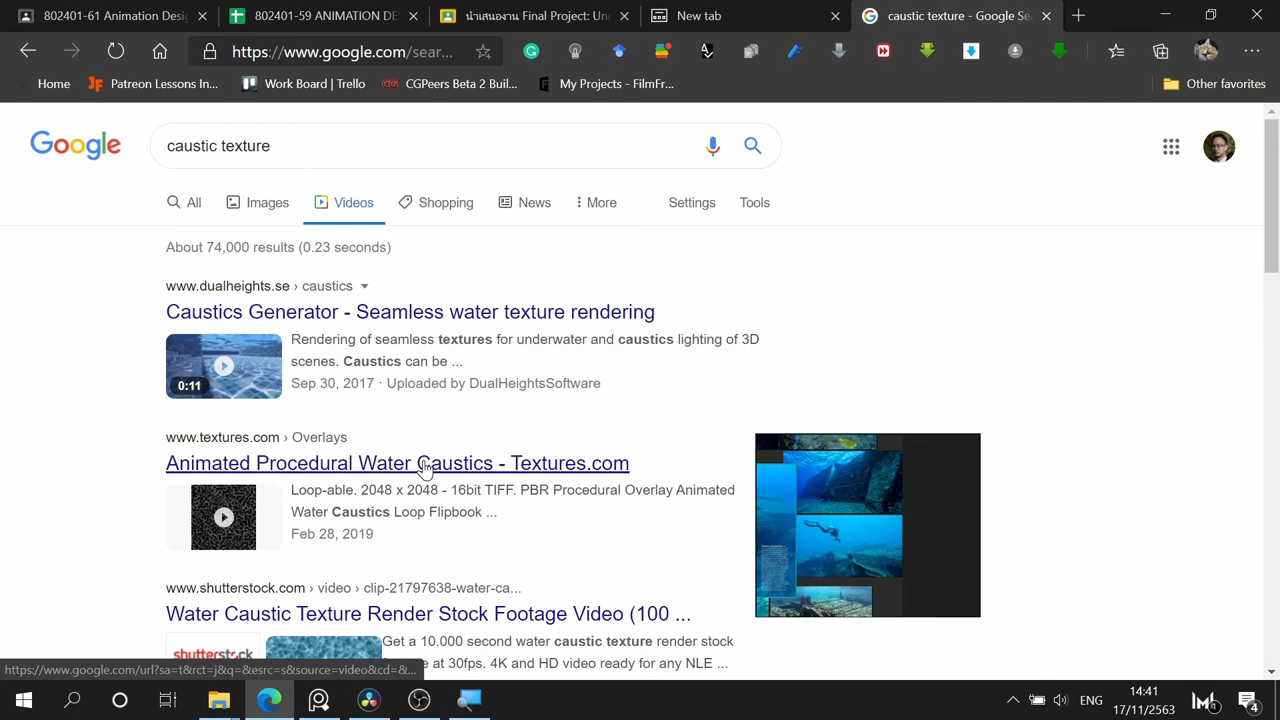 802401-61 Animation Desig
802401-59 ANIMATION DE
นำเสนองาน Final Project: Un
New tab
caustic texture - Google Se
https://www.google.com/sear...
Home
Patreon Lessons In...
Work Board | Trello
CGPeers Beta 2 Buil...
My Projects - FilmFr...
Other favorites
Google
caustic texture
All
Images
Videos
Shopping
News
More
Settings
Tools
About 74,000 results (0.23 seconds)
www.dualheights.se › caustics
Caustics Generator - Seamless water texture rendering
Rendering of seamless textures for underwater and caustics lighting of 3D
scenes. Caustics can be ...
0:11
Sep 30, 2017 · Uploaded by DualHeightsSoftware
www.textures.com › Overlays
Animated Procedural Water Caustics - Textures.com
Loop-able. 2048 x 2048 - 16bit TIFF. PBR Procedural Overlay Animated
Water Caustics Loop Flipbook ...
Feb 28, 2019
www.shutterstock.com › video › clip-21797638-water-ca...
Water Caustic Texture Render Stock Footage Video (100 ...
shutterstock
Get a 10.000 second water caustic texture render stock
at 30fps. 4K and HD video ready for any NLE ...
https://www.google.com/url?sa=t&rct=j&q=&esrc=s&source=video&cd=&...
ENG
14:41
17/11/2563
1
4